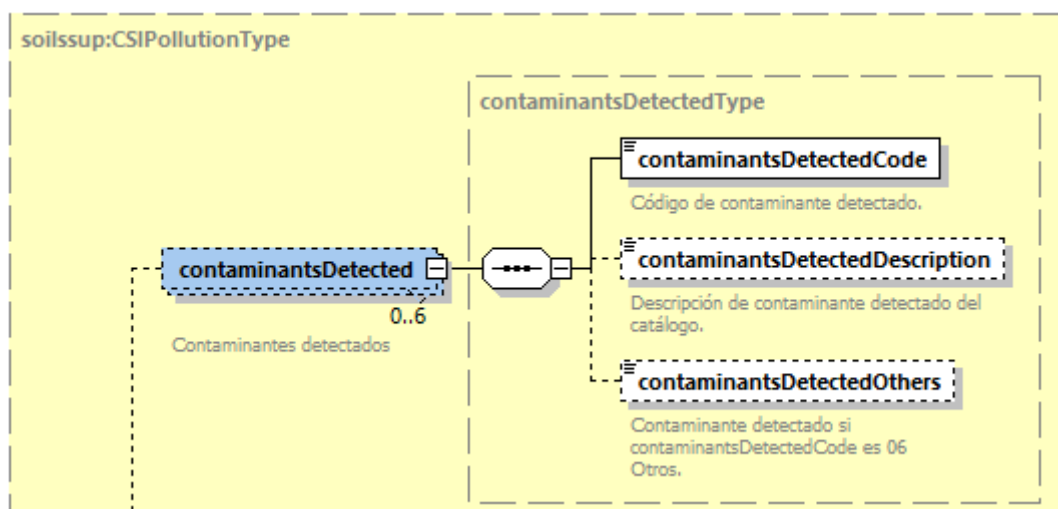 soilssup:CSIPollutionType
contaminantsDetectedType
contaminantsDetectedCode
Código de contaminante detectado.
contaminantsDetected
0..6
Contaminantes detectados
contaminantsDetectedDescription
Descripción de contaminante detectado del
catálogo.
contaminantsDetectedOthers
Contaminante detectado si
contaminantsDetectedCode es 06
Otros.